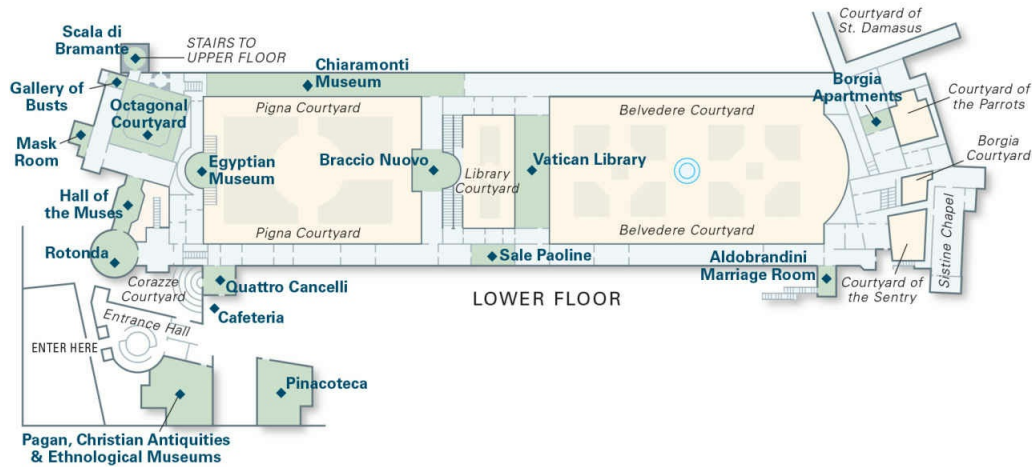 Scala di
Bramante
STAIRS TO
UPPER FLOOR
Gallery of
Busts
Octagonal
Courtyard
Mask
Room
Hall of
the Muses
Rotonda
Chiaramonti
Museum
Pigna Courtyard
Egyptian
Museum
Pigna Courtyard
Braccio Nuovo
Library
Courtyard
Vatican Library
Belvedere Courtyard
Belvedere Courtyard
Courtyard of
St. Damasus
Borgia
Apartments
Courtyard of
the Parrots
Borgia
Courtyard
Sistine Chapel
Courtyard of
the Sentry
Aldobrandini
Marriage Room
Sale Paoline
LOWER FLOOR
Corazze
Courtyard
Quattro Cancelli
Cafeteria
Entrance Hall
ENTER HERE
Pinacoteca
Pagan, Christian Antiquities
& Ethnological Museums